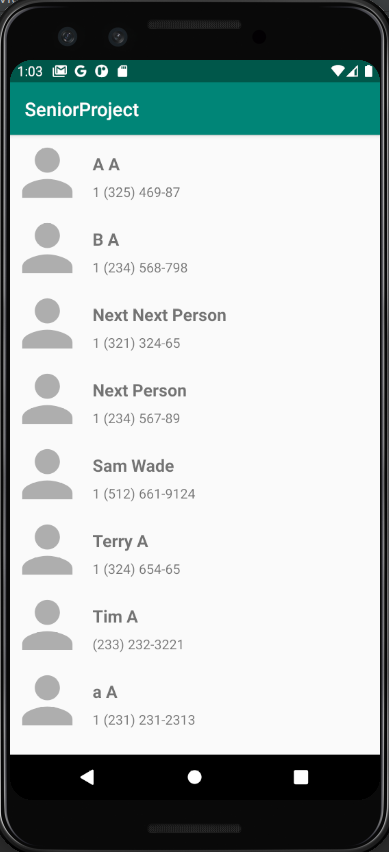 1:03
SeniorProject
A A
1 (325) 469-87
B A
1 (234) 568-798
Next Next Person
1 (321) 324-65
Next Person
1 (234) 567-89
Sam Wade
1 (512) 661-9124
Terry A
1 (324) 654-65
Tim A
(233) 232-3221
a A
1 (231) 231-2313